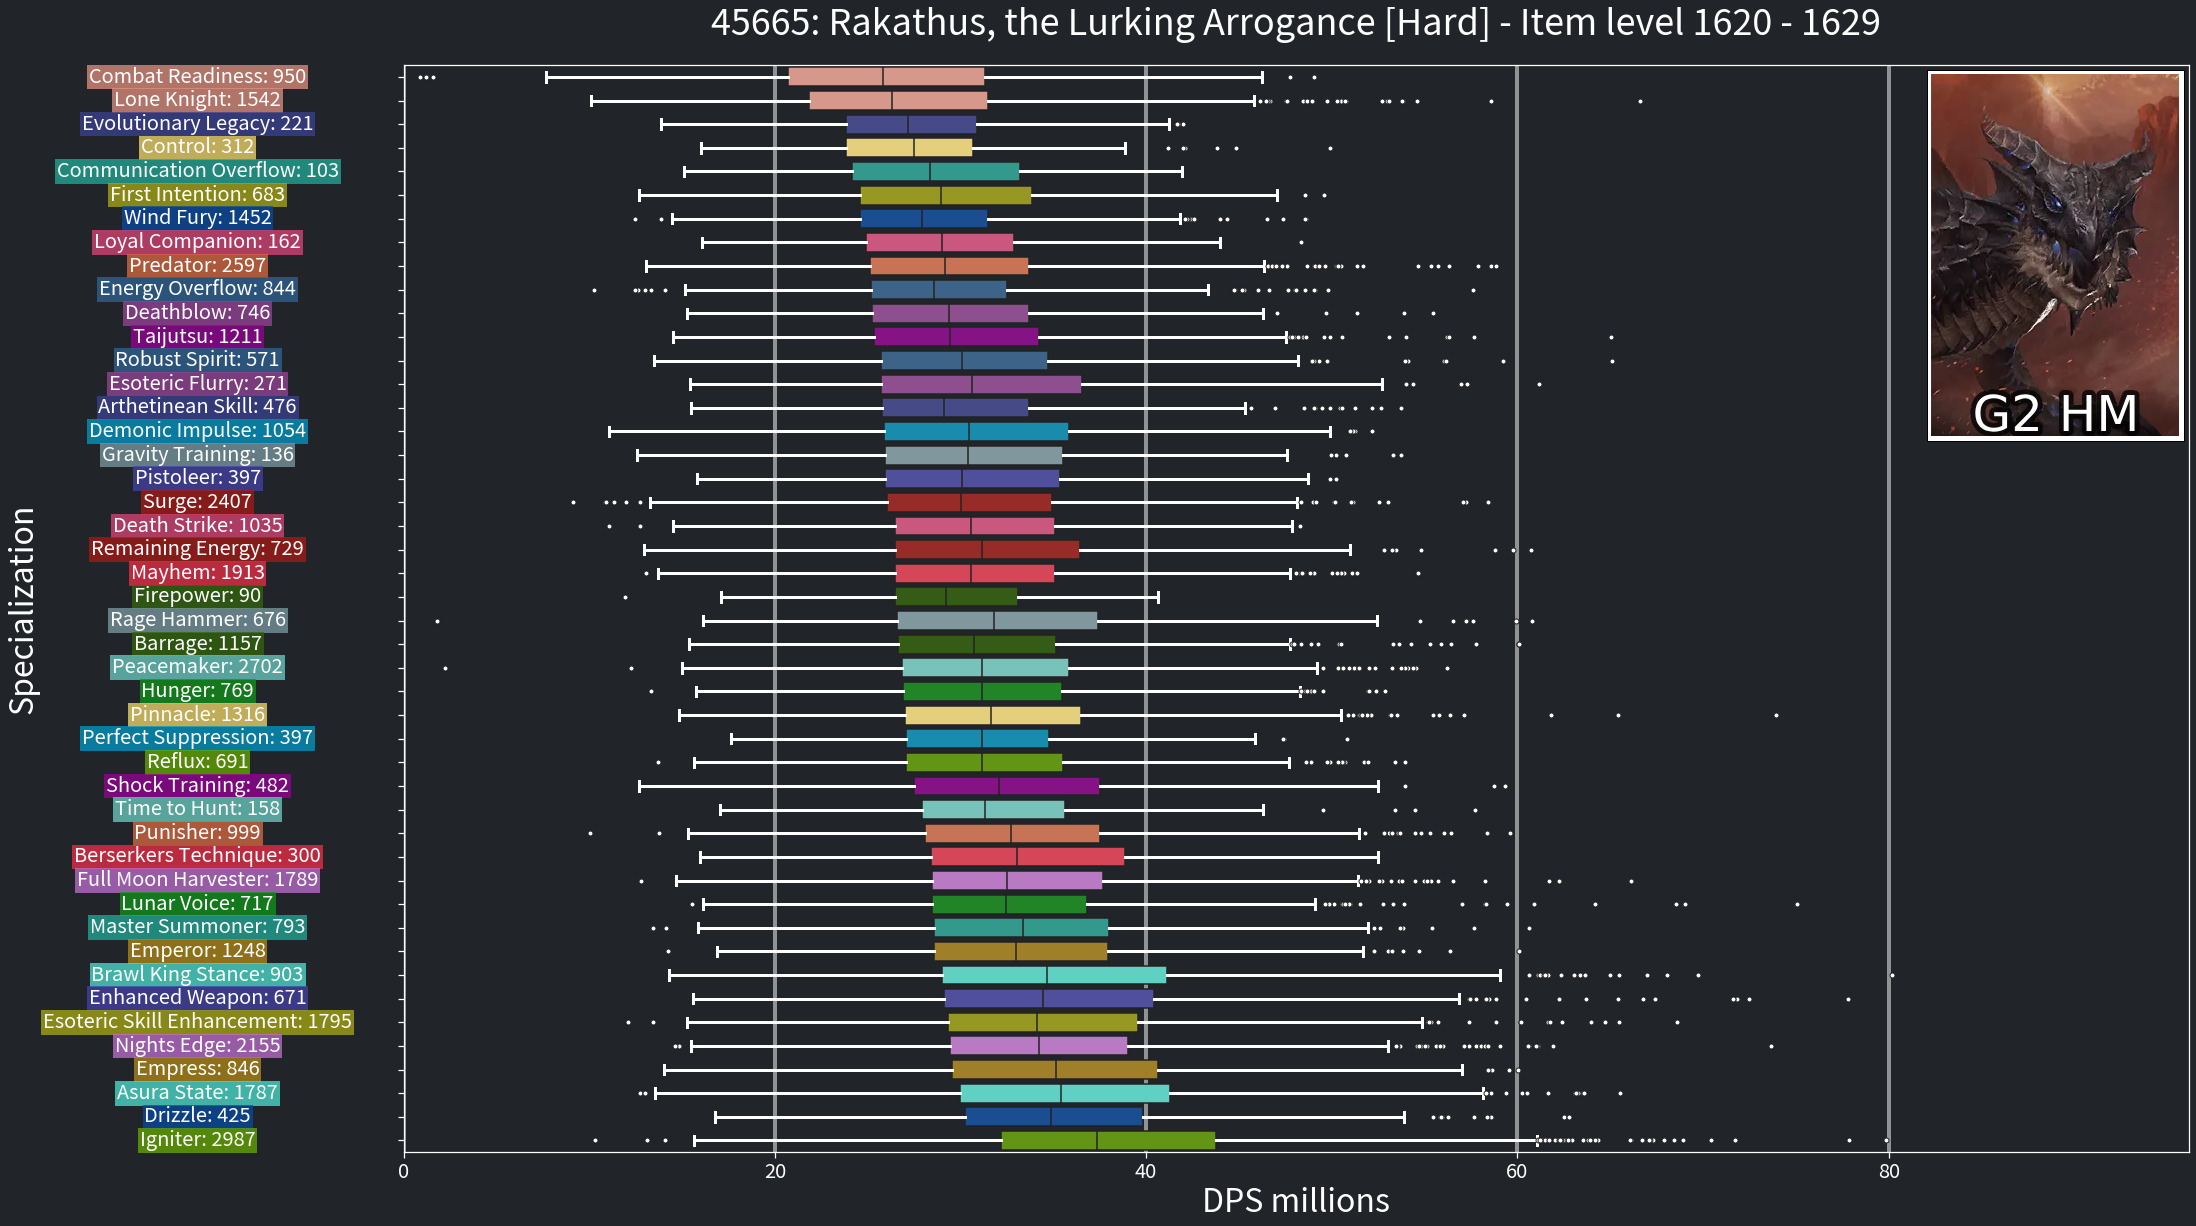 45665: Rakathus, the Lurking Arrogance [Hard] - Item level 1620 - 1629
Combat Readiness: 950
Lone Knight: 1542
Evolutionary Legacy: 221
Control: 312
Communication Overflow: 103
First Intention: 683
Wind Fury: 1452
Loyal Companion: 162
Predator: 2597
Energy Overflow: 844
Deathblow: 746
Taijutsu: 1211
Robust Spirit: 571
Esoteric Flurry: 271
Arthetinean Skill: 476
Demonic Impulse: 1054
Gravity Training: 136
Pistoleer: 397
Surge: 2407
Death Strike: 1035
Remaining Energy: 729
Mayhem: 1913
Firepower: 90
Rage Hammer: 676
Barrage: 1157
Peacemaker: 2702
Hunger: 769
Pinnacle: 1316
Perfect Suppression: 397
Reflux: 691
Shock Training: 482
Time to Hunt: 158
Punisher: 999
Berserkers Technique: 300
Full Moon Harvester: 1789
Lunar Voice: 717
Master Summoner: 793
Emperor: 1248
Brawl King Stance: 903
Enhanced Weapon: 671
Esoteric Skill Enhancement: 1795
Nights Edge: 2155
Empress: 846
Asura State: 1787
Drizzle: 425
Igniter: 2987
Specialization
G2 HM
0 20 40 60 80
DPS millions